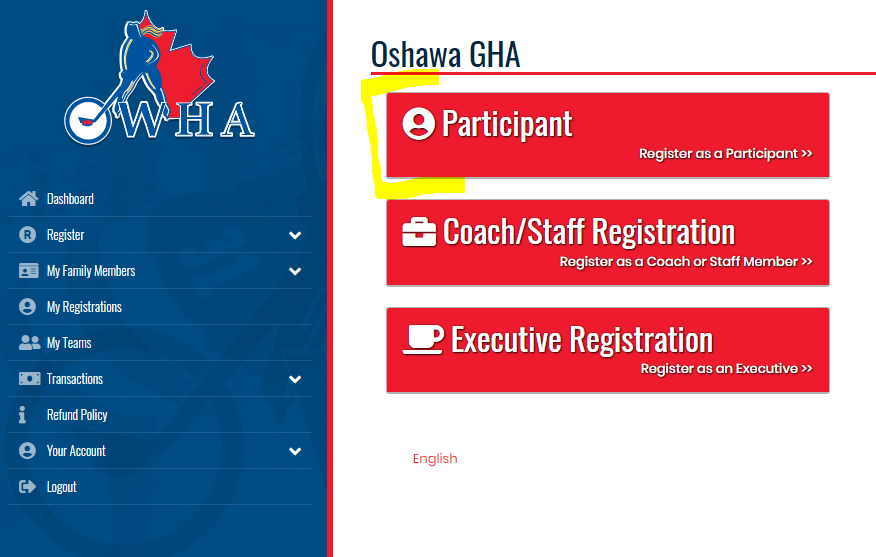 OWHA
Dashboard
Register
My Family Members
My Registrations
My Teams
Transactions
Refund Policy
Your Account
Logout
Oshawa GHA
Participant
Register as a Participant >>
Coach/Staff Registration
Register as a Coach or Staff Member >>
Executive Registration
Register as an Executive >>
English